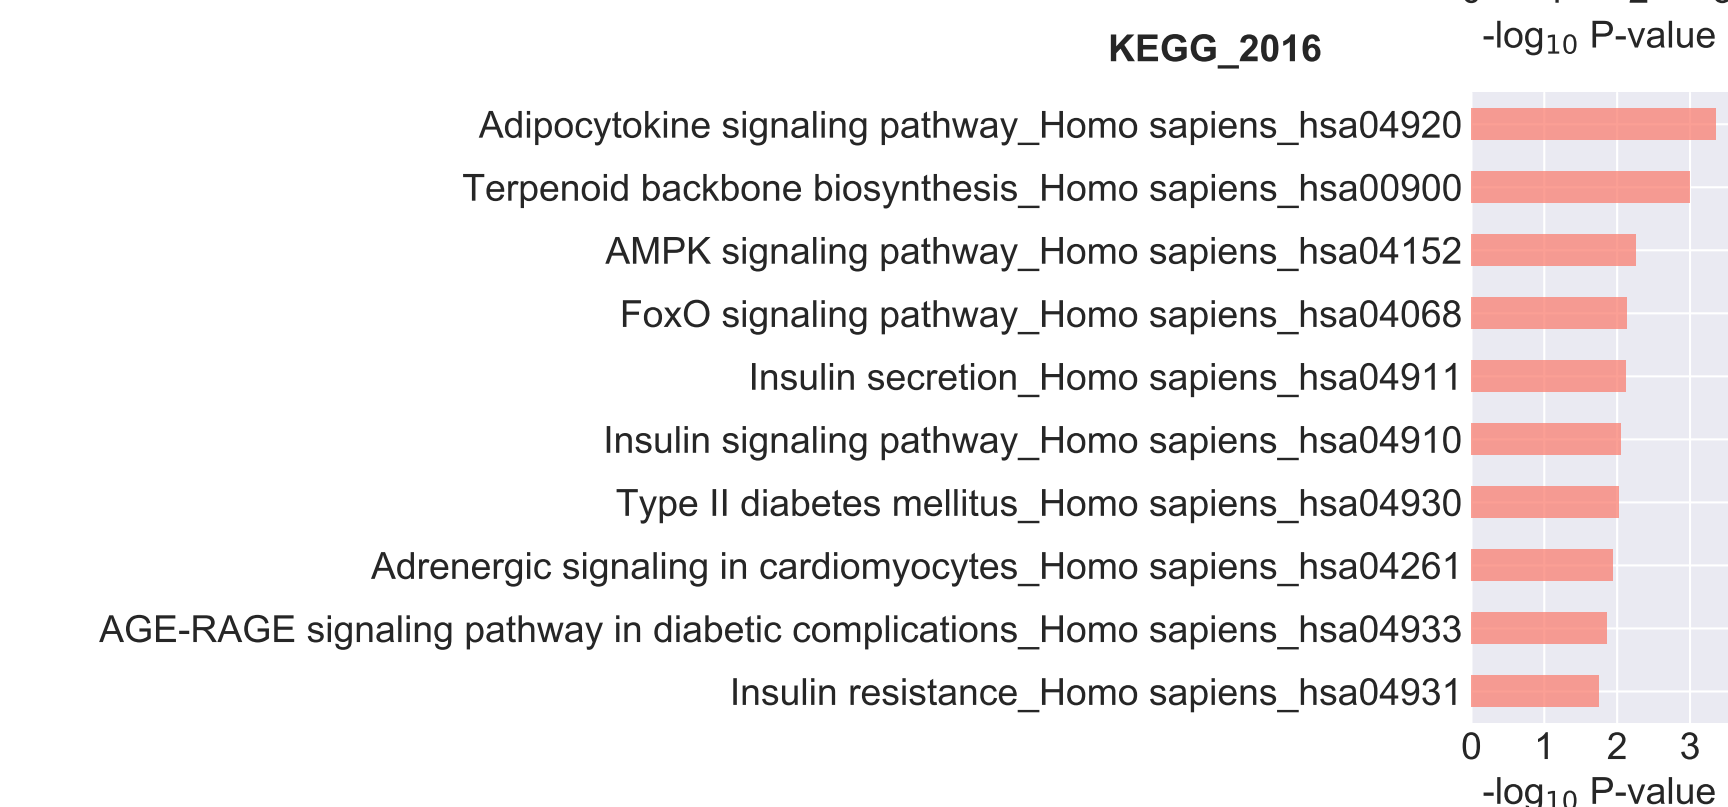 -log10 P-value
KEGG_2016
Adipocytokine signaling pathway_Homo sapiens_hsa04920
Terpenoid backbone biosynthesis_Homo sapiens_hsa00900
AMPK signaling pathway_Homo sapiens_hsa04152
FoxO signaling pathway_Homo sapiens_hsa04068
Insulin secretion_Homo sapiens_hsa04911
Insulin signaling pathway_Homo sapiens_hsa04910
Type II diabetes mellitus_Homo sapiens_hsa04930
Adrenergic signaling in cardiomyocytes_Homo sapiens_hsa04261
AGE-RAGE signaling pathway in diabetic complications_Homo sapiens_hsa04933
Insulin resistance_Homo sapiens_hsa04931
0 1 2 3
-log10 P-value